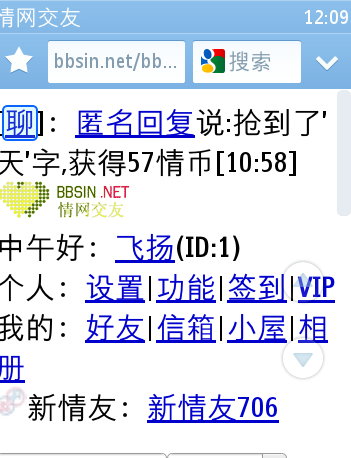 情网交友 12:09
bbsin.net/bb... 搜索
[聊]：匿名回复说:抢到了'
天'字,获得57情币[10:58]
BBSIN .NET
情网交友
中午好：飞扬(ID:1)
个人：设置|功能|签到|VIP
我的：好友|信箱|小屋|相
册
新情友：新情友706